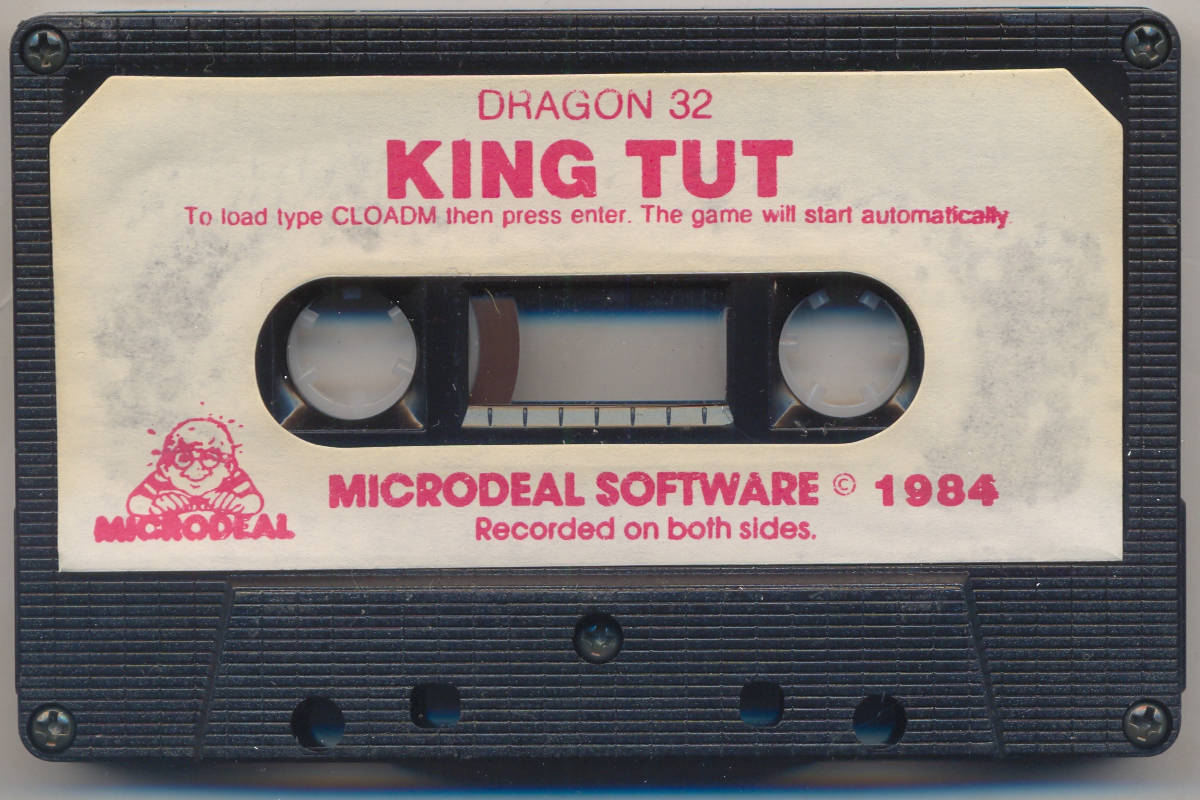 DRAGON 32
KING TUT
To load type CLOADM then press enter. The game will start automatically.
MICRODEAL
MICRODEAL SOFTWARE © 1984
Recorded on both sides.